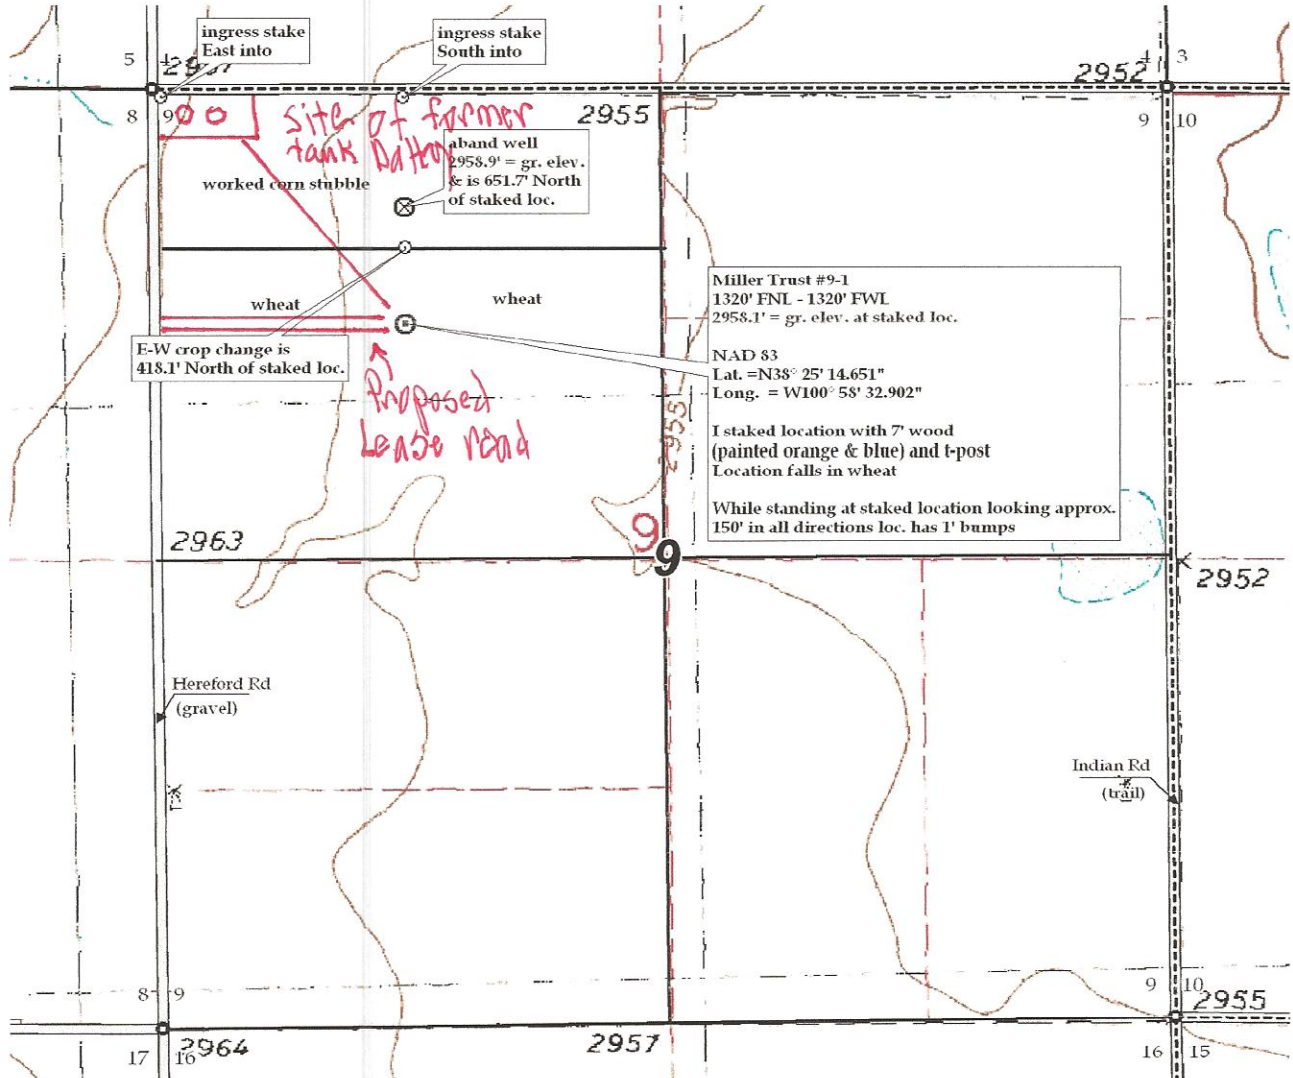 ingress stake
East into
ingress stake
South into
5
4
4
3
2952
8
9
2955
9
10
site of former
tank Battery
aband well
2958.9' = gr. elev.
& is 651.7' North
of staked loc.
worked corn stubble
wheat
wheat
Miller Trust #9-1
1320' FNL - 1320' FWL
2958.1' = gr. elev. at staked loc.
NAD 83
Lat. =N38° 25' 14.651"
Long. = W100° 58' 32.902"
I staked location with 7' wood
(painted orange & blue) and t-post
Location falls in wheat
While standing at staked location looking approx.
150' in all directions loc. has 1' bumps
E-W crop change is
418.1' North of staked loc.
Proposed
Lease road
2955
2963
9
9
2952
Hereford Rd
(gravel)
Indian Rd
(trail)
8
9
9
10
2955
17
16
2964
2957
16
15